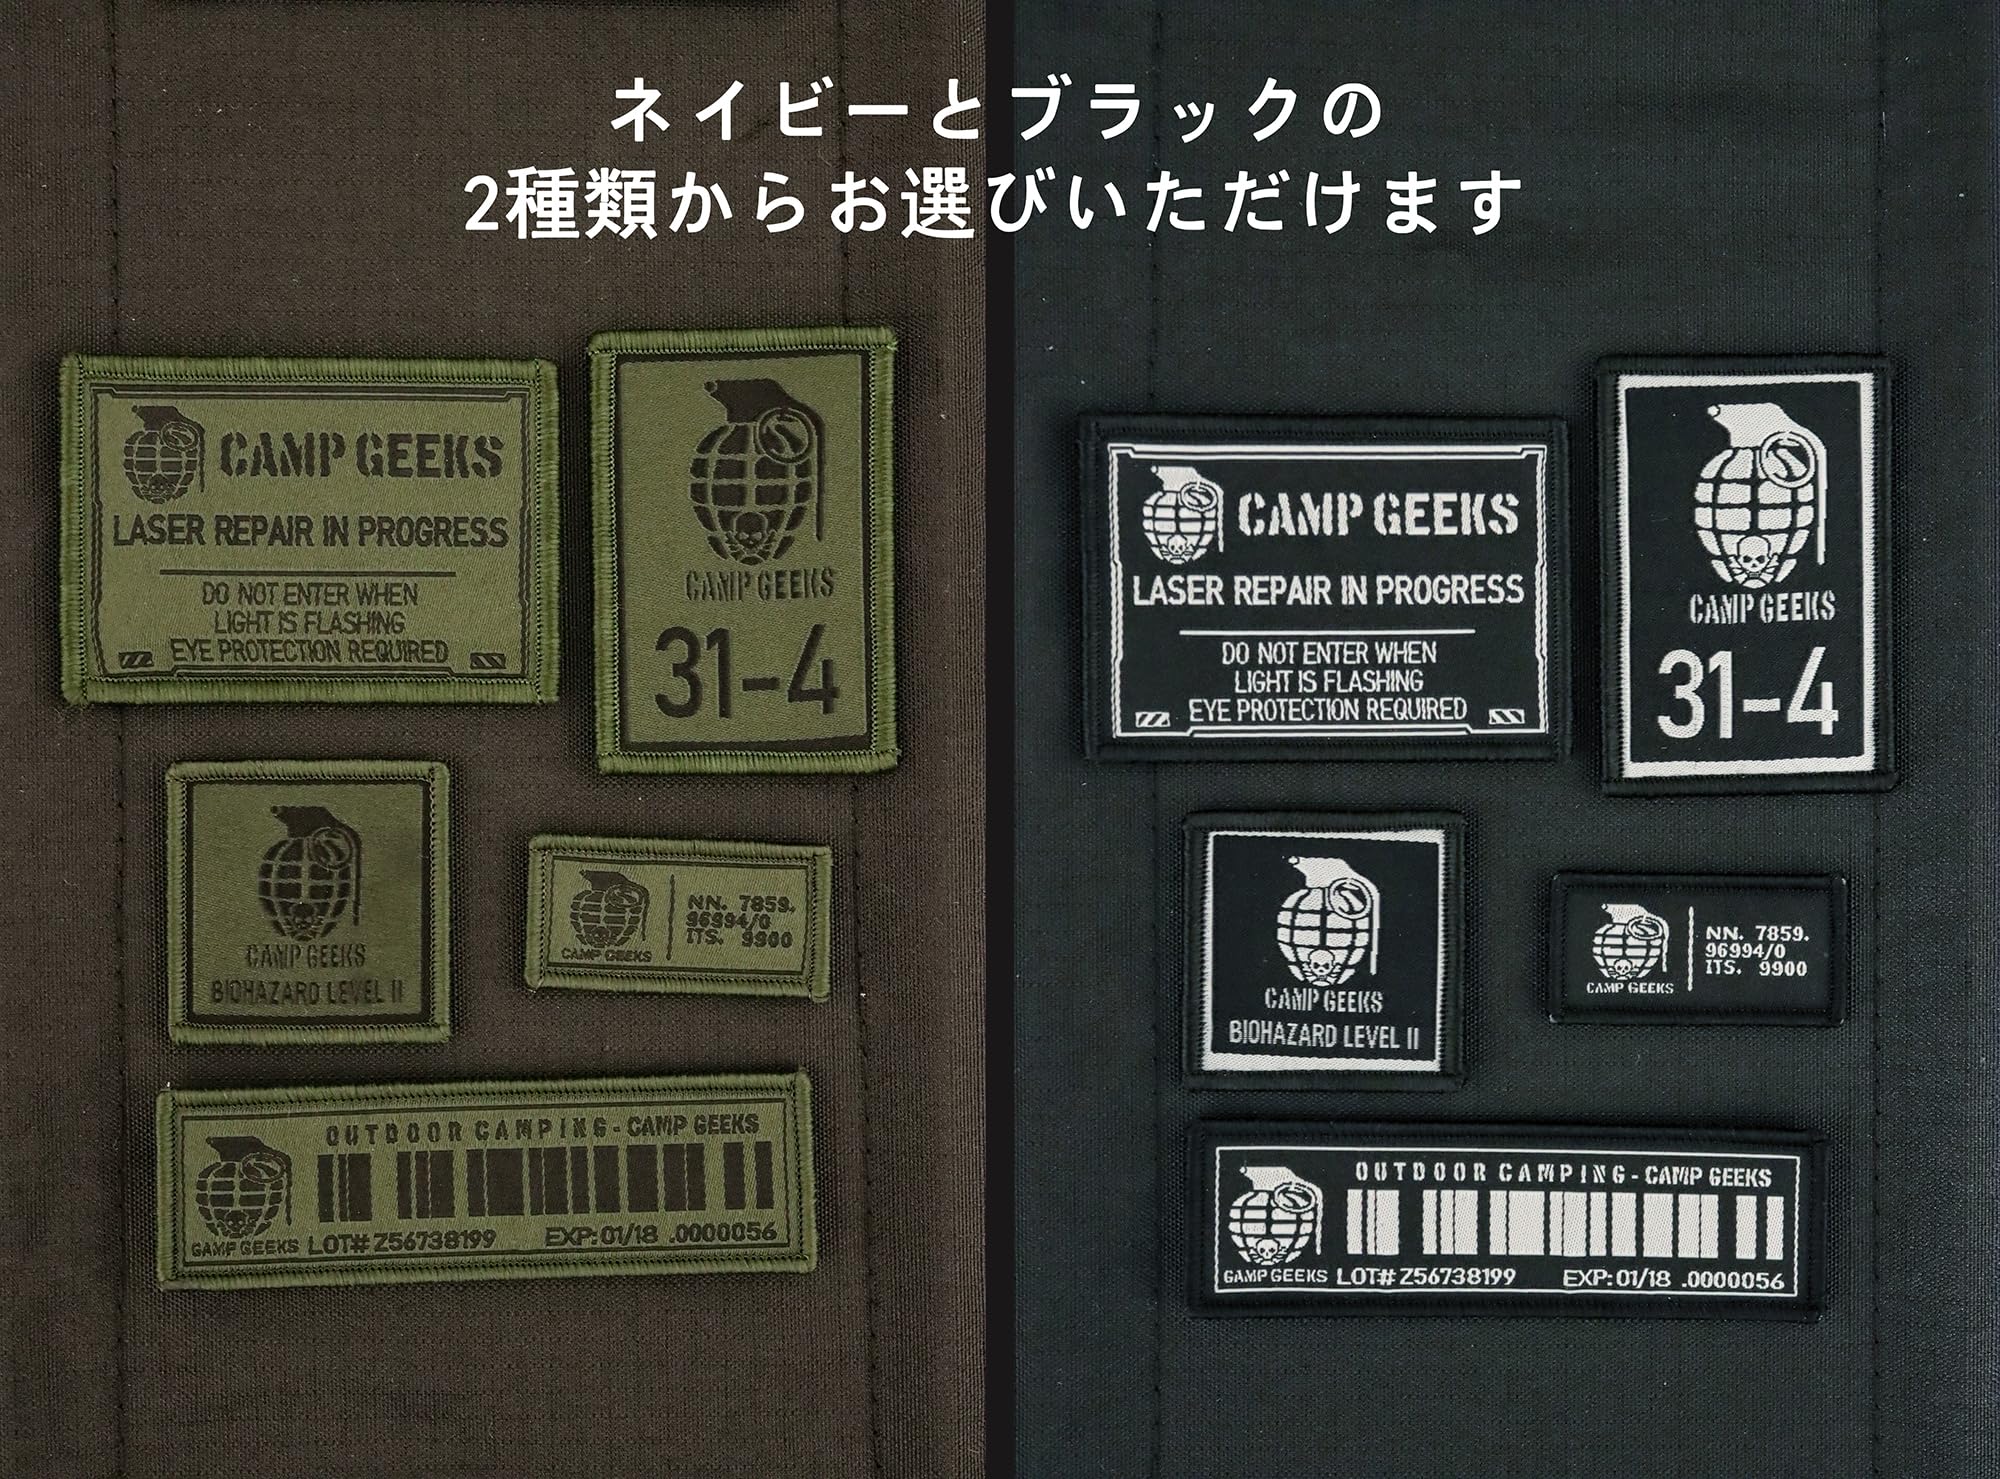 ネイビーとブラックの
2種類からお選びいただけます
CAMP GEEKS
LASER REPAIR IN PROGRESS
DO NOT ENTER WHEN
LIGHT IS FLASHING
EYE PROTECTION REQUIRED
CAMP GEEKS
31-4
CAMP GEEKS
BIOHAZARD LEVEL II
CAMP GEEKS
NN. 7859.
96994/0
ITS. 9900
OUTDOOR CAMPING - CAMP GEEKS
CAMP GEEKS LOT# Z56738199 EXP: 01/18 .0000056
CAMP GEEKS
LASER REPAIR IN PROGRESS
DO NOT ENTER WHEN
LIGHT IS FLASHING
EYE PROTECTION REQUIRED
CAMP GEEKS
31-4
CAMP GEEKS
BIOHAZARD LEVEL II
CAMP GEEKS
NN. 7859.
96994/0
ITS. 9900
OUTDOOR CAMPING - CAMP GEEKS
CAMP GEEKS LOT# Z56738199 EXP: 01/18 .0000056